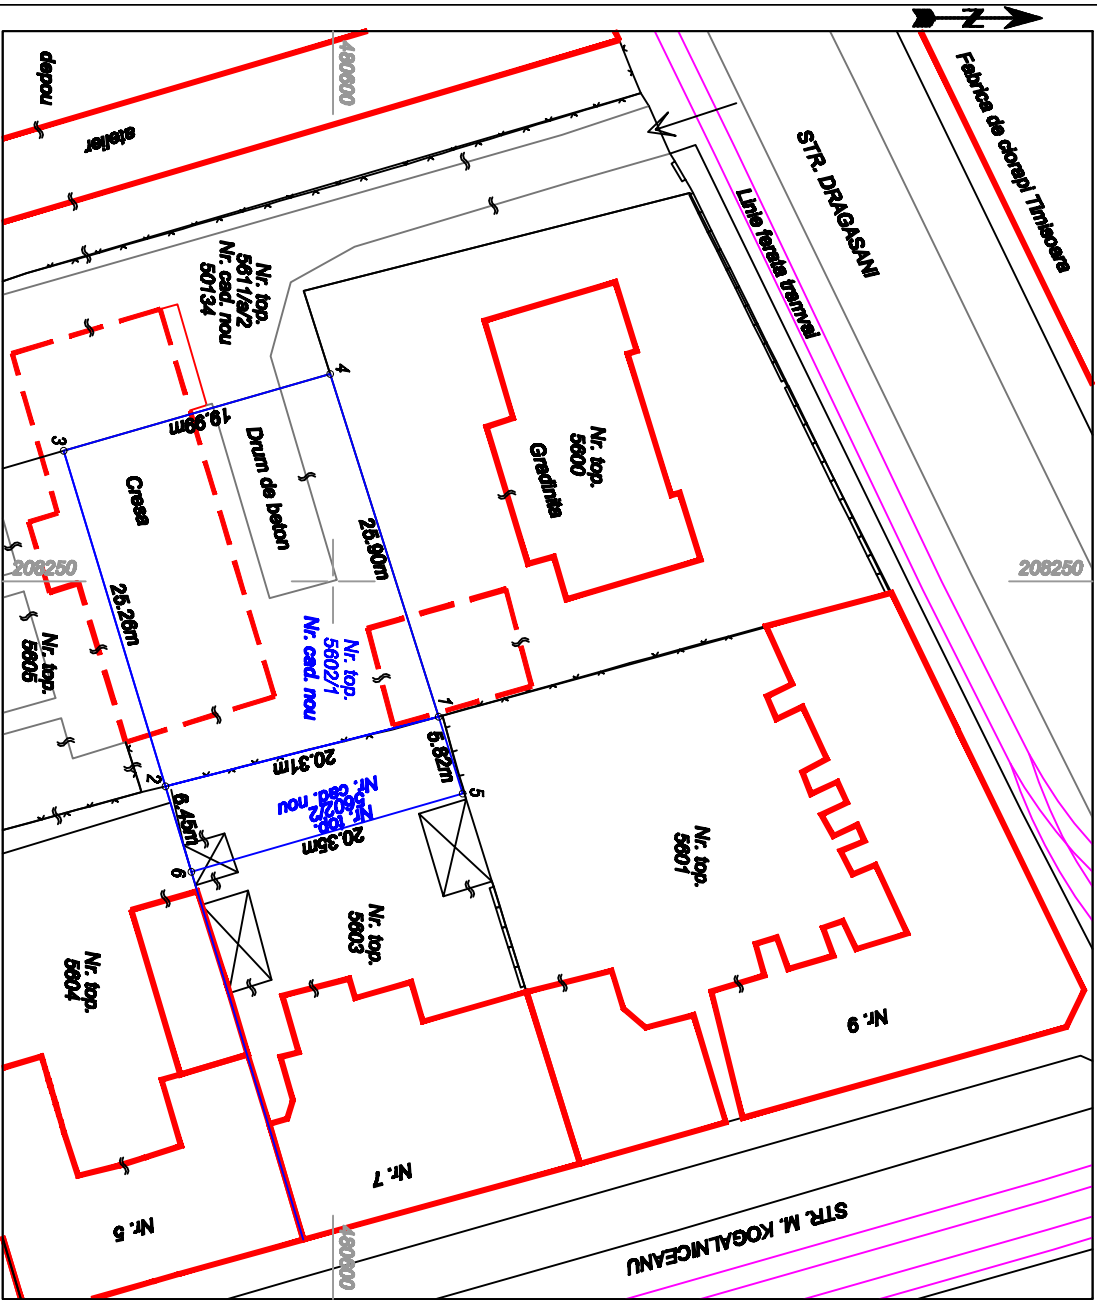 N
Fabrica de ciorapi Timisoara
STR. DRAGASANI
Linie ferata tramvai
480600
depou
atelier
Nr. top.
5611/a/2
Nr. cad. nou
50134
4
19.99m
3
Creea
Drum de beton
25.90m
Nr. top.
5600
Gradinita
208250
208250
25.26m
Nr. top.
5602/1
Nr. cad. nou
Nr. top.
5605
1
5.82m
20.31m
2
6.45m
Nr. top.
5602/2
Nr. cad. nou
20.35m
5
6
Nr. top.
5601
Nr. top.
5603
Nr. top.
5604
Nr. 9
Nr. 7
Nr. 5
480600
STR. M. KOGALNICEANU